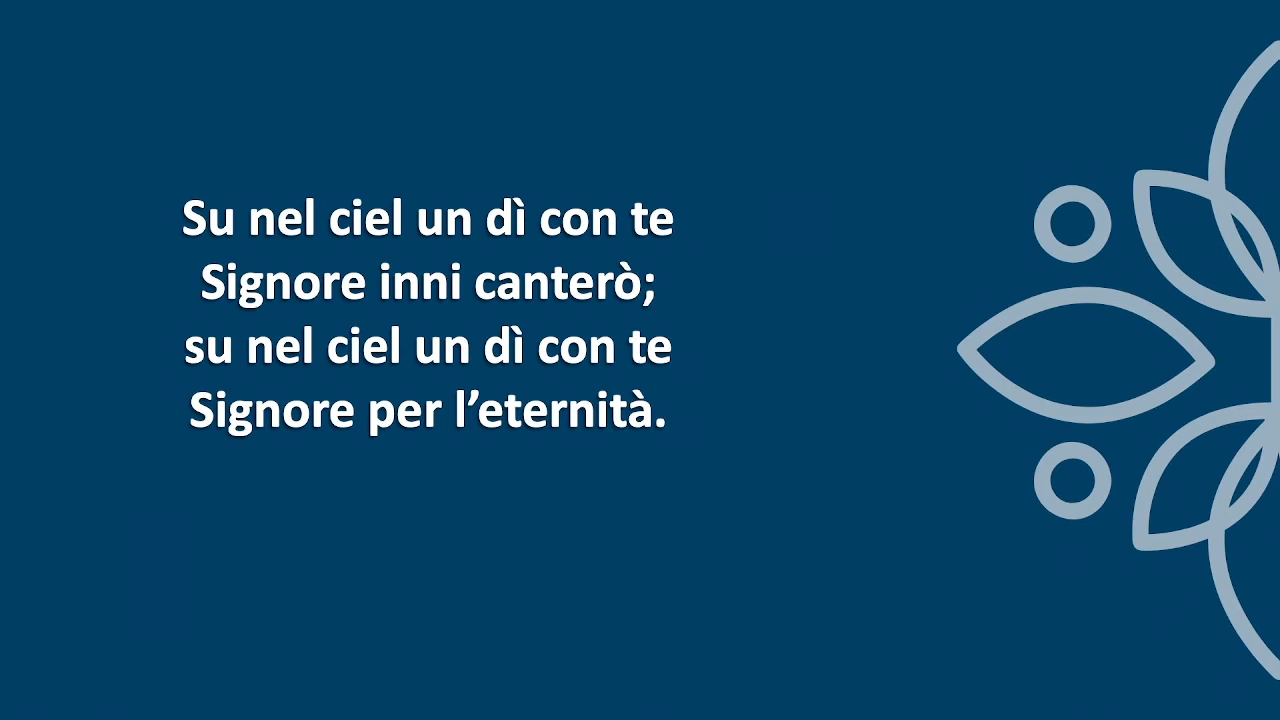 Su nel ciel un dì con te
Signore inni canterò;
su nel ciel un dì con te
Signore per l’eternità.